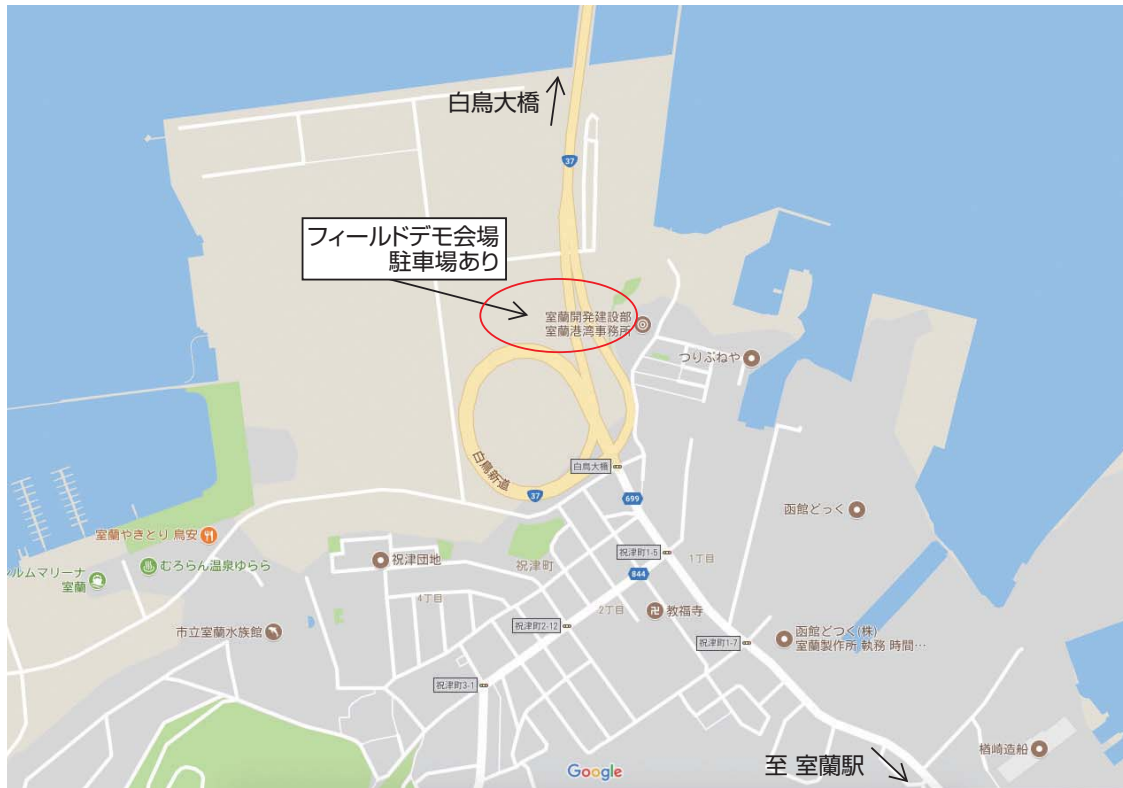 白鳥大橋
37
フィールドデモ会場
駐車場あり
室蘭開発建設部
室蘭港湾事務所
つりぶねや
白鳥大橋
白鳥新道
37
699
函館どっく
室蘭やきとり 鳥安
むろらん温泉ゆらら
ルムマリーナ
室蘭
祝津団地
祝津町
祝津町1-5
1丁目
844
4丁目
2丁目
教福寺
市立室蘭水族館
祝津町2-12
祝津町1-7
函館どつく(株)
室蘭製作所 執務 時間…
祝津町3-1
楢崎造船
至 室蘭駅
Google